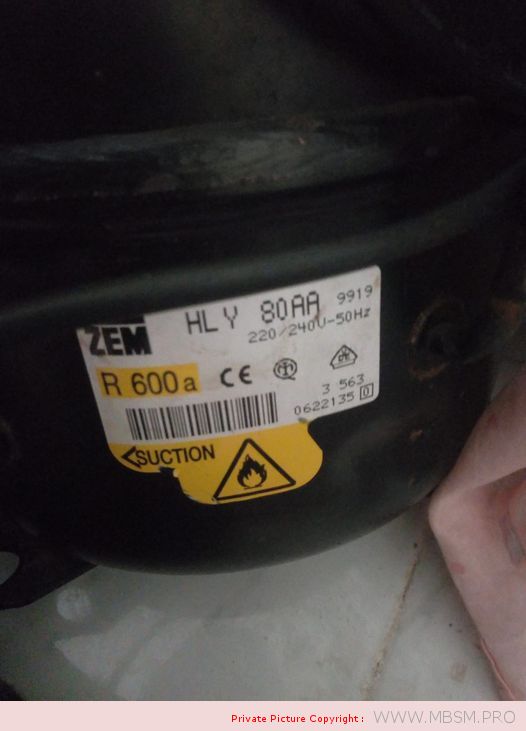 ZEM HLY 80AA 9919
220/240V-50Hz
R 600a CE
3 563
0622135 0
SUCTION
Private Picture Copyright : WWW.MBSM.PRO